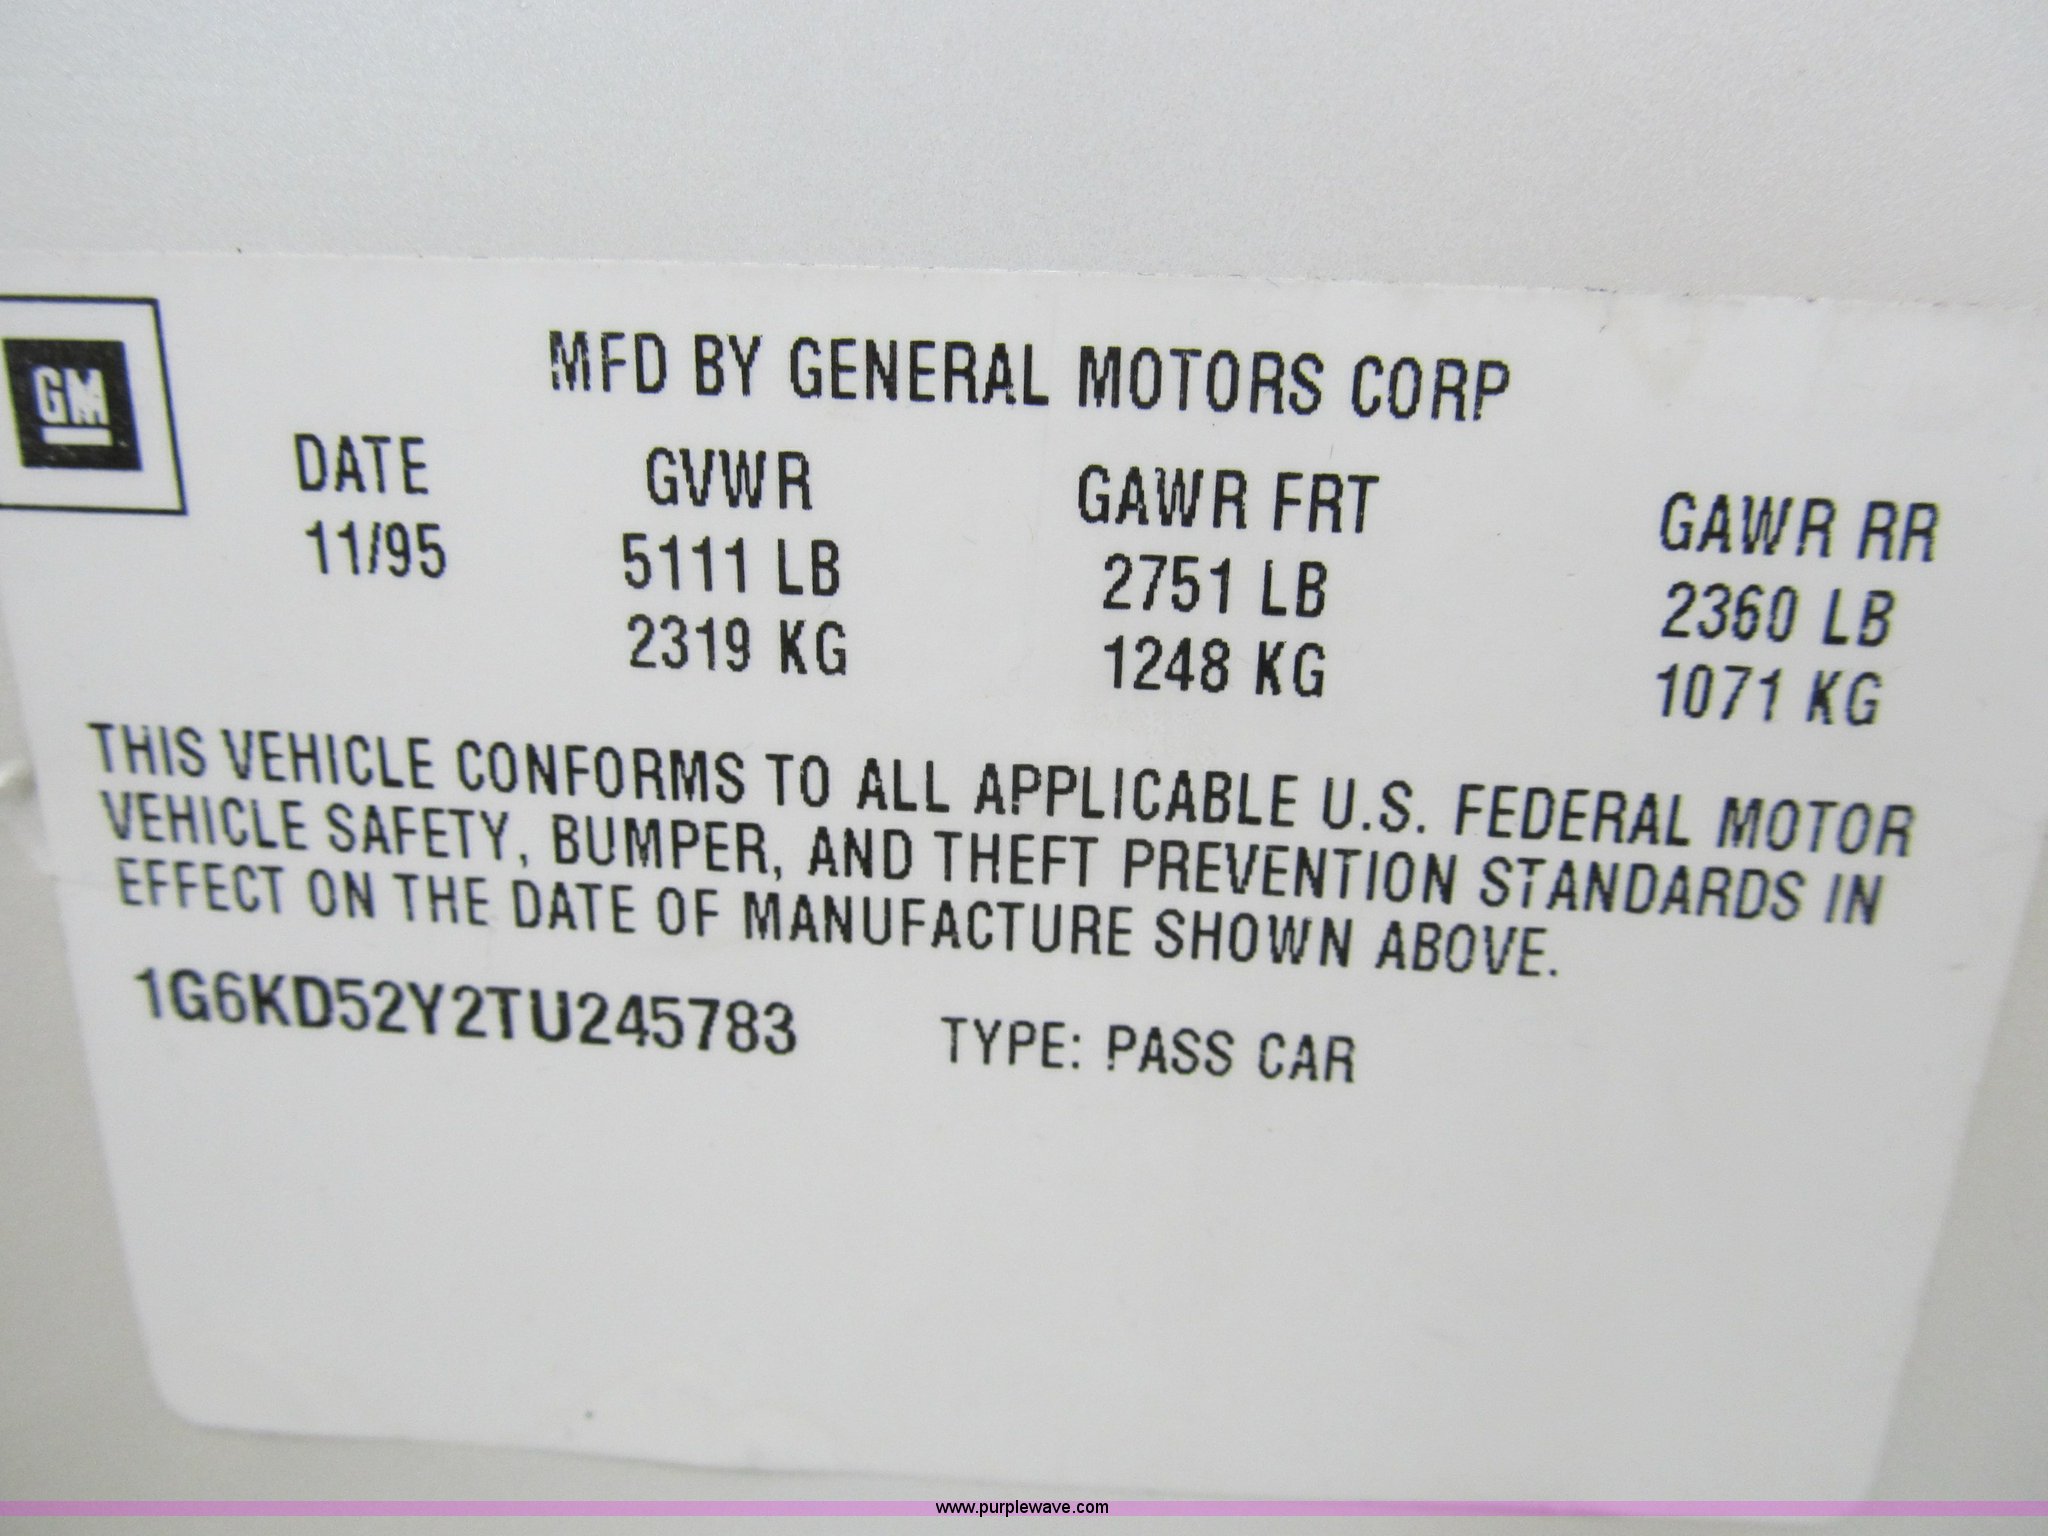 GM
MFD BY GENERAL MOTORS CORP
DATE GVWR GAWR FRT GAWR RR
11/95 5111 LB 2751 LB 2360 LB
2319 KG 1248 KG 1071 KG
THIS VEHICLE CONFORMS TO ALL APPLICABLE U.S. FEDERAL MOTOR
VEHICLE SAFETY, BUMPER, AND THEFT PREVENTION STANDARDS IN
EFFECT ON THE DATE OF MANUFACTURE SHOWN ABOVE.
1G6KD52Y2TU245783 TYPE: PASS CAR
www.purplewave.com